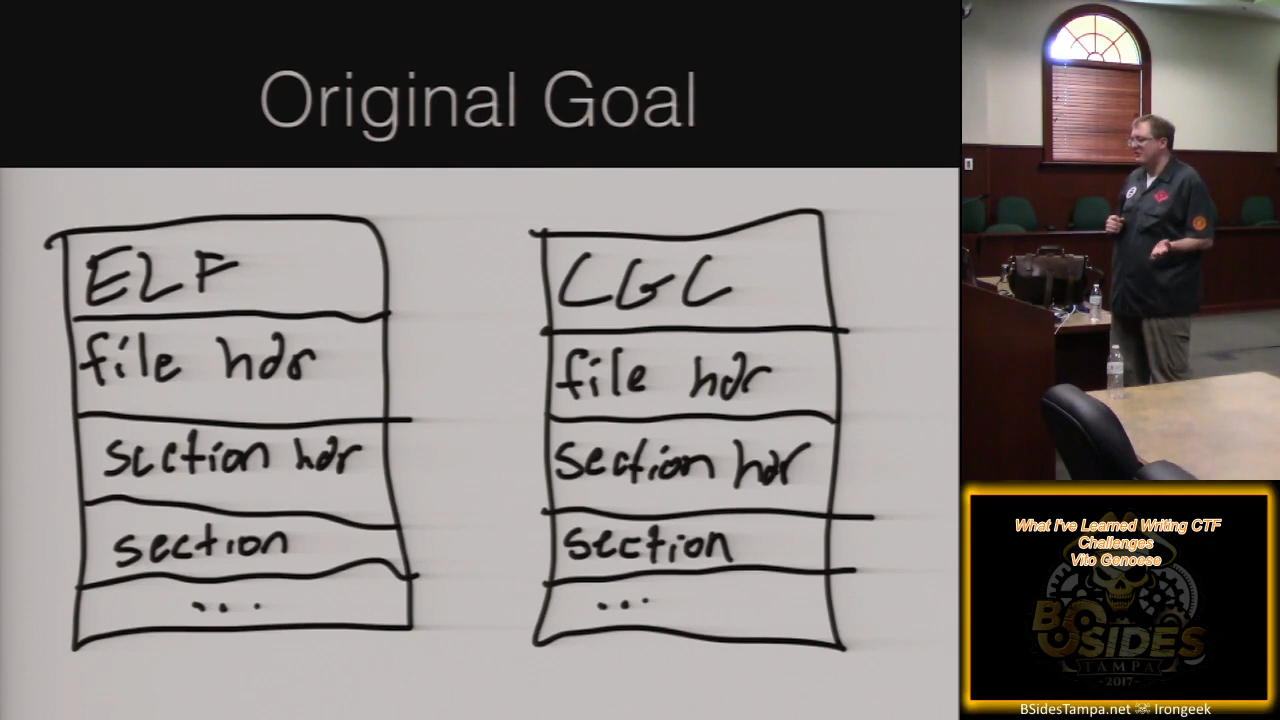 Original Goal
ELF
file hdr
section hdr
section
...
CGC
file hdr
section hdr
section
...
What I've Learned Writing CTF
Challenges
Vito Genoese
BSIDES
TAMPA
-2017-
BSidesTampa.net Irongeek